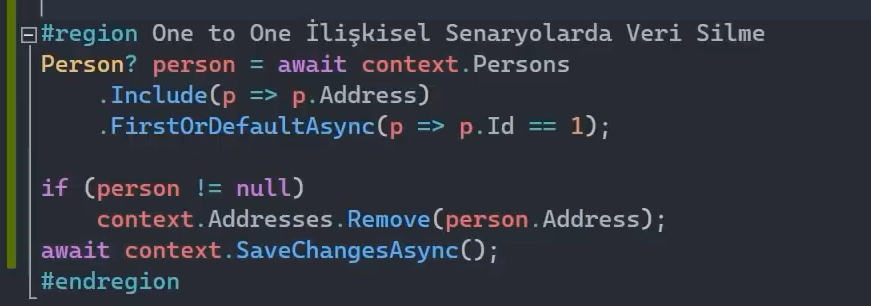 #region One to One İlişkisel Senaryolarda Veri Silme
Person? person = await context.Persons
    .Include(p => p.Address)
    .FirstOrDefaultAsync(p => p.Id == 1);

if (person != null)
    context.Addresses.Remove(person.Address);
await context.SaveChangesAsync();
#endregion